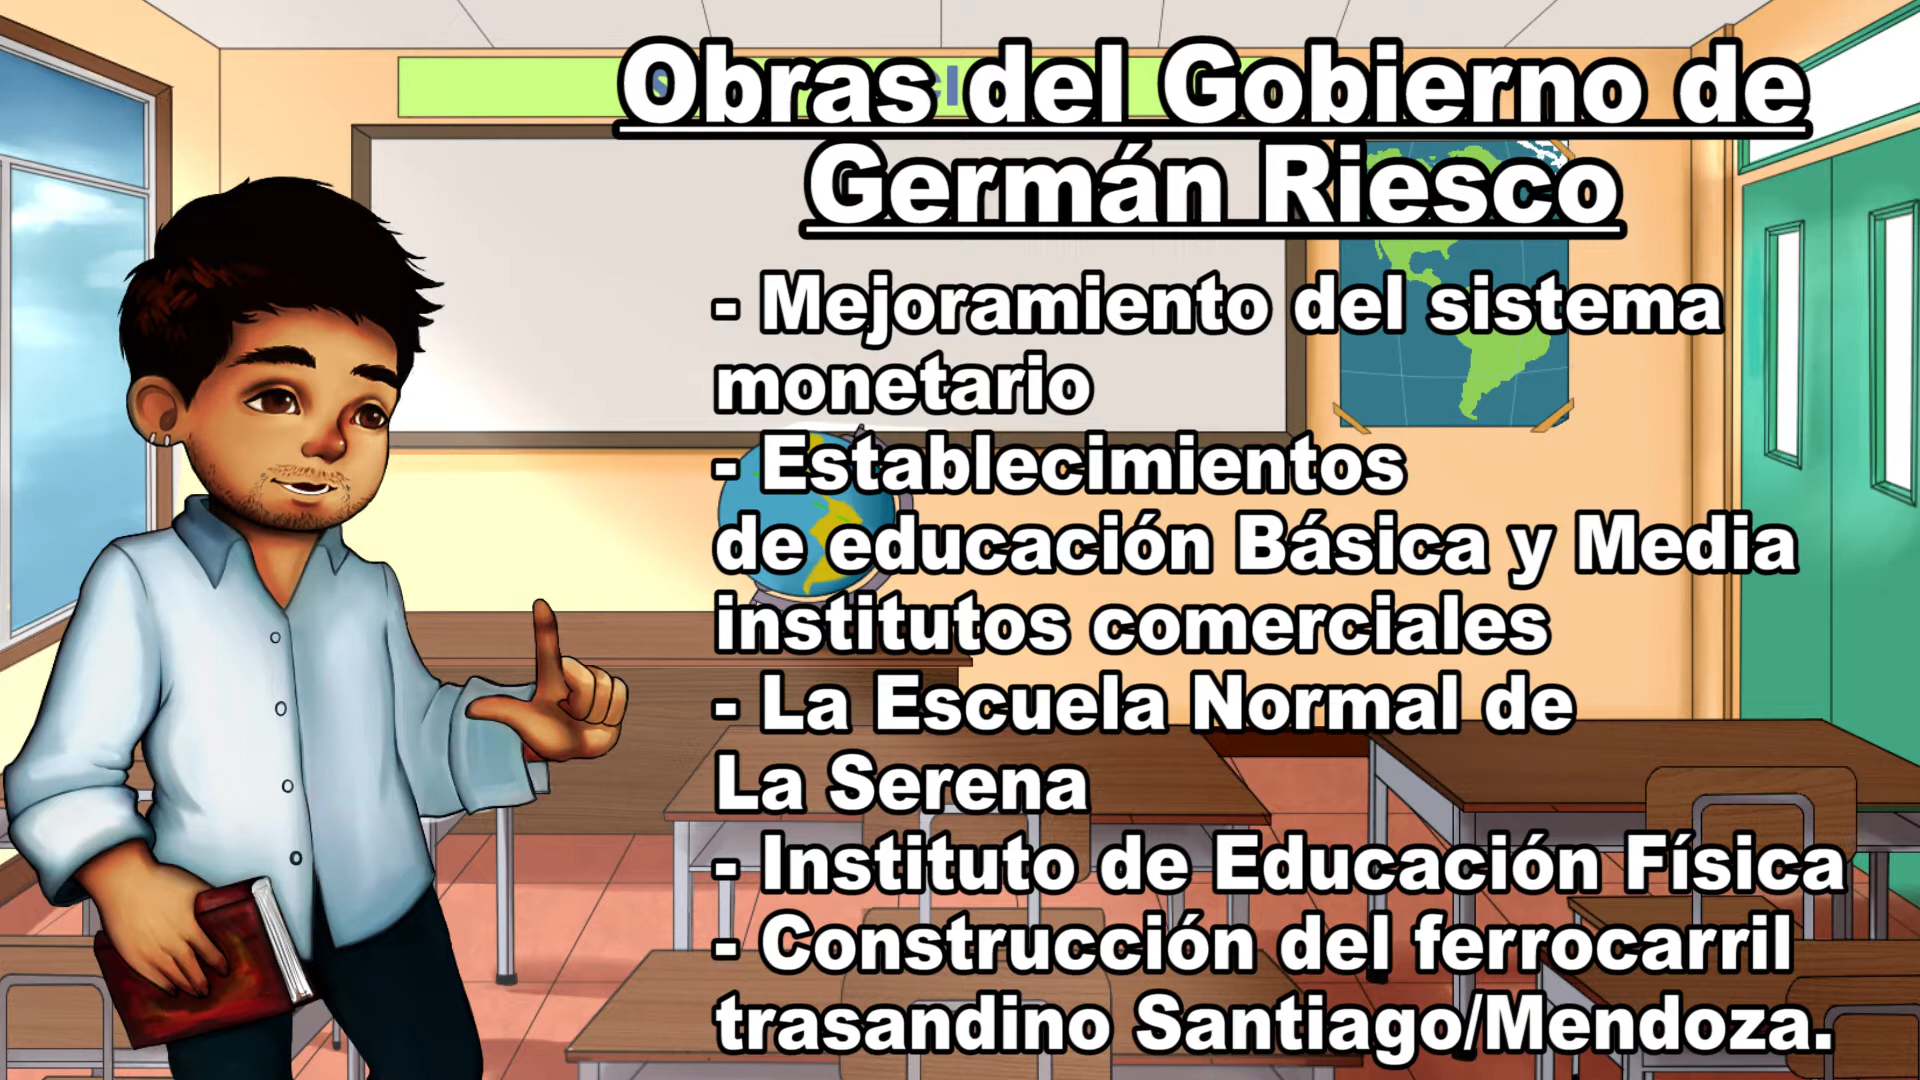 Obras del Gobierno de
Germán Riesco
- Mejoramiento del sistema
monetario
- Establecimientos
de educación Básica y Media
institutos comerciales
- La Escuela Normal de
La Serena
- Instituto de Educación Física
- Construcción del ferrocarril
trasandino Santiago/Mendoza.